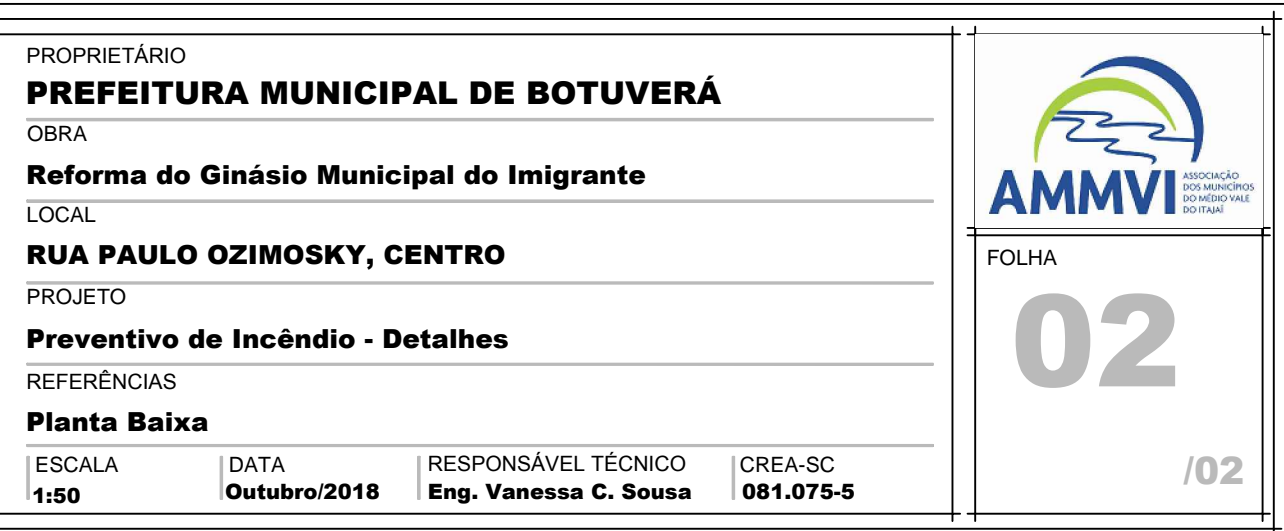 PROPRIETÁRIO
PREFEITURA MUNICIPAL DE BOTUVERÁ
OBRA
Reforma do Ginásio Municipal do Imigrante
LOCAL
RUA PAULO OZIMOSKY, CENTRO
PROJETO
Preventivo de Incêndio - Detalhes
REFERÊNCIAS
Planta Baixa
ESCALA
1:50
DATA
Outubro/2018
RESPONSÁVEL TÉCNICO
Eng. Vanessa C. Sousa
CREA-SC
081.075-5
AMMVI
ASSOCIAÇÃO
DOS MUNICÍPIOS
DO MÉDIO VALE
DO ITAJAÍ
FOLHA
02
/02